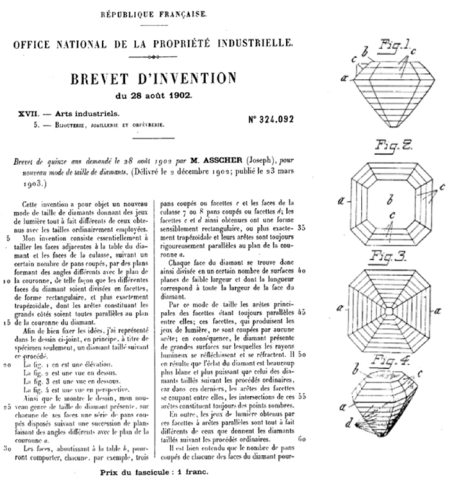 RÉPUBLIQUE FRANÇAISE.
OFFICE NATIONAL DE LA PROPRIÉTÉ INDUSTRIELLE.
BREVET D'INVENTION
du 28 août 1902.
XVII. — Arts industriels.
5. — Bijouterie, joaillerie et orfèvrerie.
N° 324.092
Brevet de quinze ans demandé le 28 août 1902 par M. ASSCHER (Joseph), pour
nouveau mode de taille de diamants. (Délivré le 2 décembre 1902; publié le 23 mars
1903.)
Cette invention a pour objet un nouveau
mode de taille de diamant donnant des jeux
de lumière tout à fait différent de ceux obte-
nus avec les tailles ordinairement employées.
5 Mon invention consiste essentiellement à
tailler les faces adjacentes à la table du dia-
mant et les faces de la culasse, suivant un
certain nombre de pans coupés, par des plans
formant des angles différents avec le plan de
10 la couronne, de telle façon que les différentes
faces du diamant soient divisées en facettes,
de forme rectangulaire, et plus exactement
trapézoïdale, dont les arêtes constituant les
grands côtés soient toutes parallèles au plan
15 de la couronne du diamant.
Afin de bien fixer les idées, j'ai représenté
dans le dessin ci-joint, en principe, à titre de
spécimen seulement, un diamant taillé suivant
ce procédé.
20 La fig. 1 en est une élévation.
La fig. 2 est une vue en dessus.
La fig. 3 est une vue en dessous.
La fig. 4 est une vue en perspective.
Ainsi que le montre le dessin, mon nou-
25 veau genre de taille de diamant présente, sur
chacune de ses faces une série de pans cou-
pés disposés suivant une succession de plans
faisant des angles différents avec le plan de la
couronne a.
30 Les faces, aboutissant à la table b, pour-
ront comporter, chacune, par exemple, trois
pans coupés ou facettes c et les faces de la
culasse 7 ou 8 pans coupés ou facettes d; les
facettes c et d ainsi obtenues ont une forme
sensiblement rectangulaire, ou plus exacte- 35
ment trapézoïdale et leurs arêtes sont toujours
rigoureusement parallèles au plan de la cou-
ronne a.
Chaque face du diamant se trouve donc
ainsi divisée en un certain nombre de surfaces 40
planes de faible largeur et dont la longueur
correspond à toute la largeur de la face du
diamant.
Par ce mode de taille les arêtes princi-
pales des facettes étant toujours parallèles 45
entre elles; ces facettes, qui produisent les
jeux de lumière, ne sont coupées par aucune
arête; en conséquence, le diamant présente
de grandes surfaces sur lesquelles les rayons
lumineux se réfléchissent et se réfractent. Il 50
en résulte que l'éclat du diamant est beaucoup
plus blanc et plus puissant que celui des dia-
mants taillés suivant les procédés ordinaires,
car dans ces derniers, les arêtes des facettes
se coupant entre elles, les intersections de ces 55
arêtes constituent toujours des points sombres.
En outre, les jeux de lumière obtenus par
ces facettes à arêtes parallèles sont tout à fait
différents de ceux que donnent les diamants
taillés suivant les procédés ordinaires. 60
Il est bien entendu que le nombre de pans
coupés de chacune des faces du diamant pour-
Prix du fascicule : 1 franc.
Fig.1
b
c
a
Fig.2.
a
b
c
Fig.3
a
Fig.4.
b
c
a
d